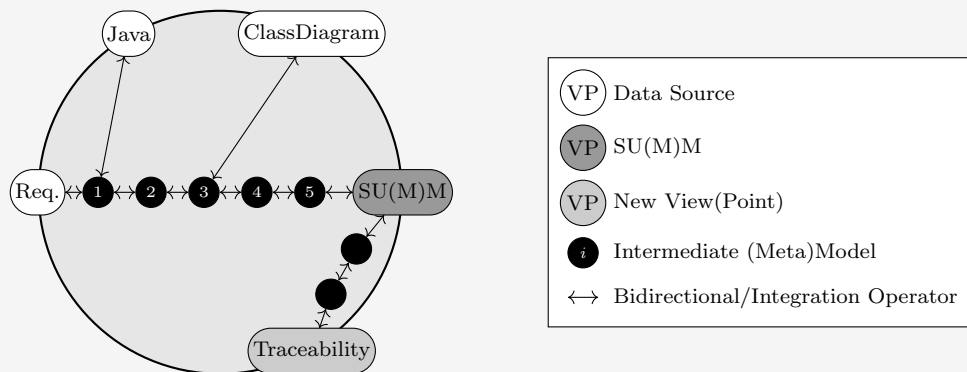 Java
ClassDiagram
Req. 1 2 3 4 5 SU(M)M
Traceability
VP Data Source
VP SU(M)M
VP New View(Point)
i Intermediate (Meta)Model
Bidirectional/Integration Operator